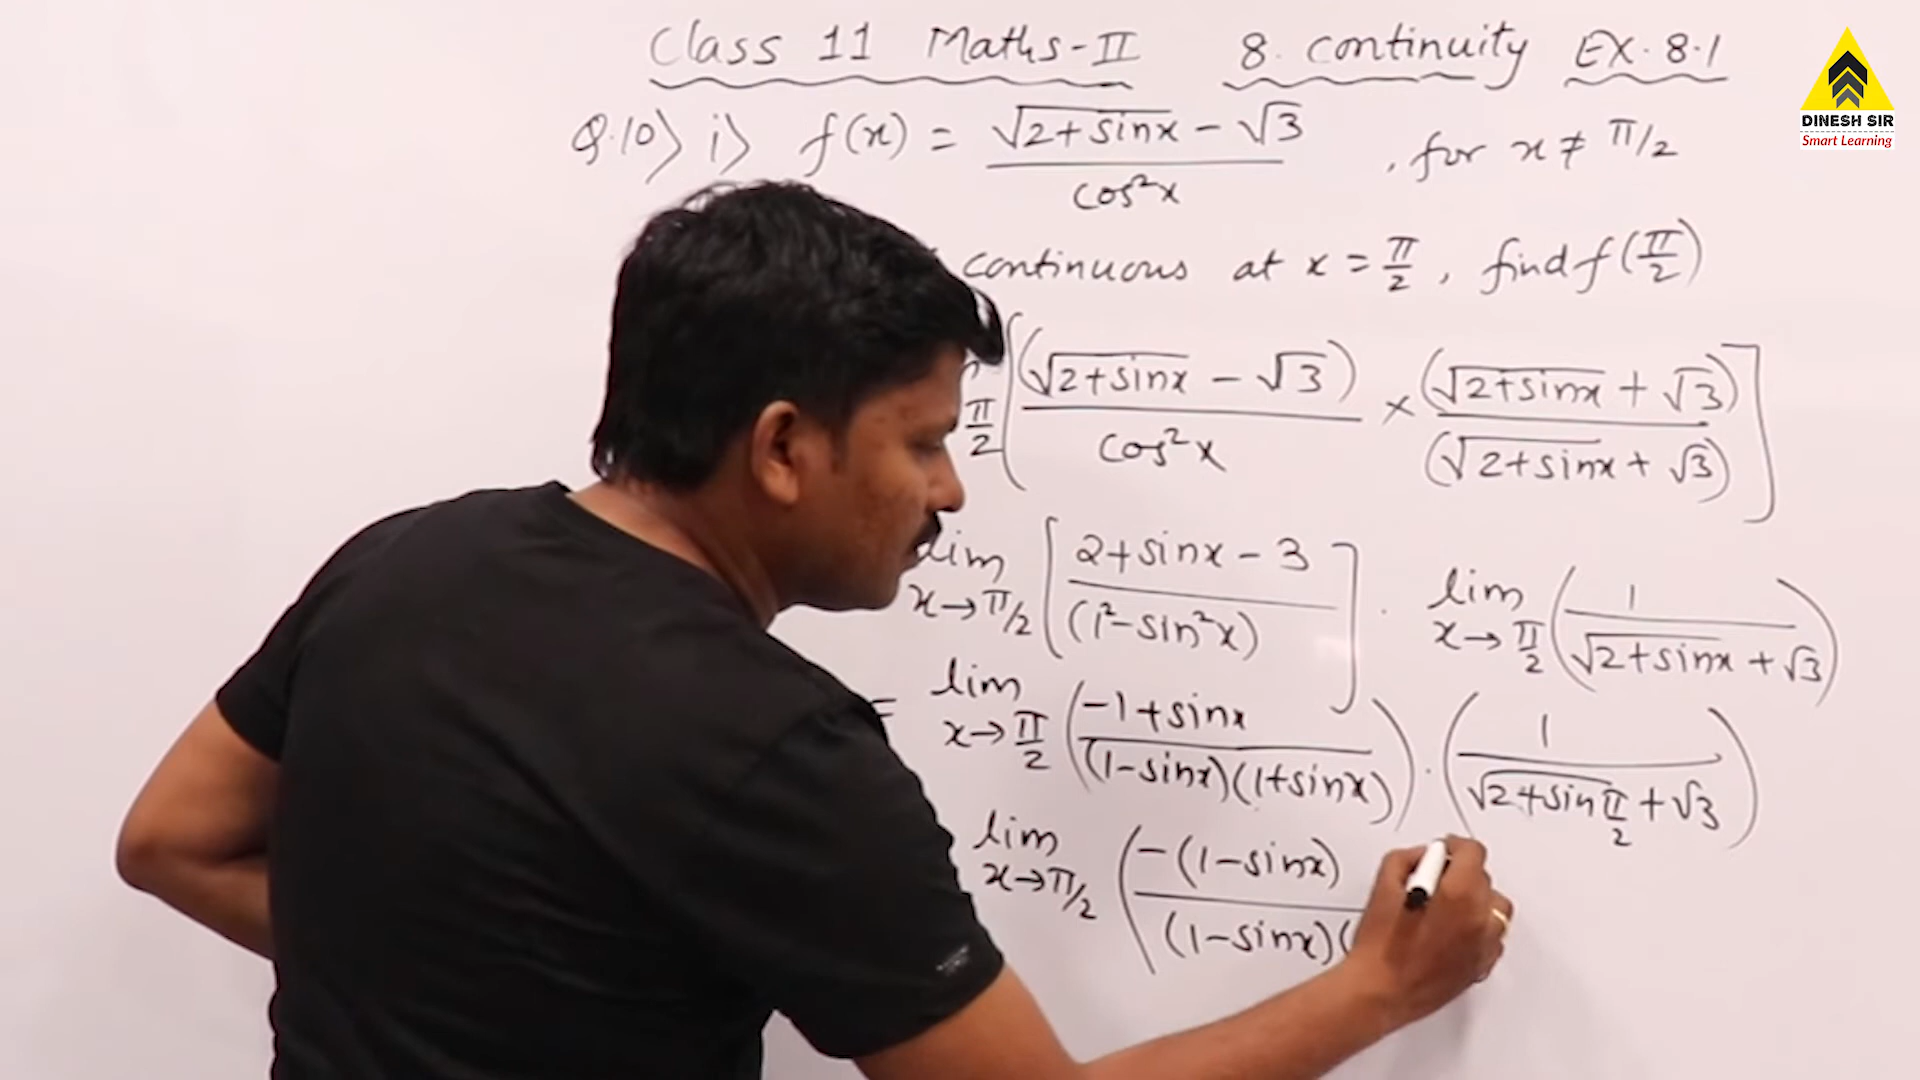 Class 11 Maths-II 8. Continuity EX. 8.1
DINESH SIR
Smart Learning
Q.10> i> f(x) = √2+sinx - √3 / cos²x , for x ≠ π/2
continuous at x = π/2 , find f(π/2)
π/2 [(√2+sinx - √3) / cos²x × (√2+sinx + √3) / (√2+sinx + √3)]
lim x→π/2 [2+sinx-3 / (1²-sin²x)] . lim x→π/2 (1 / √2+sinx + √3)
= lim x→π/2 (-1+sinx / (1-sinx)(1+sinx)) . (1 / √2+sin π/2 + √3)
lim x→π/2 (-(1-sinx) / (1-sinx)(